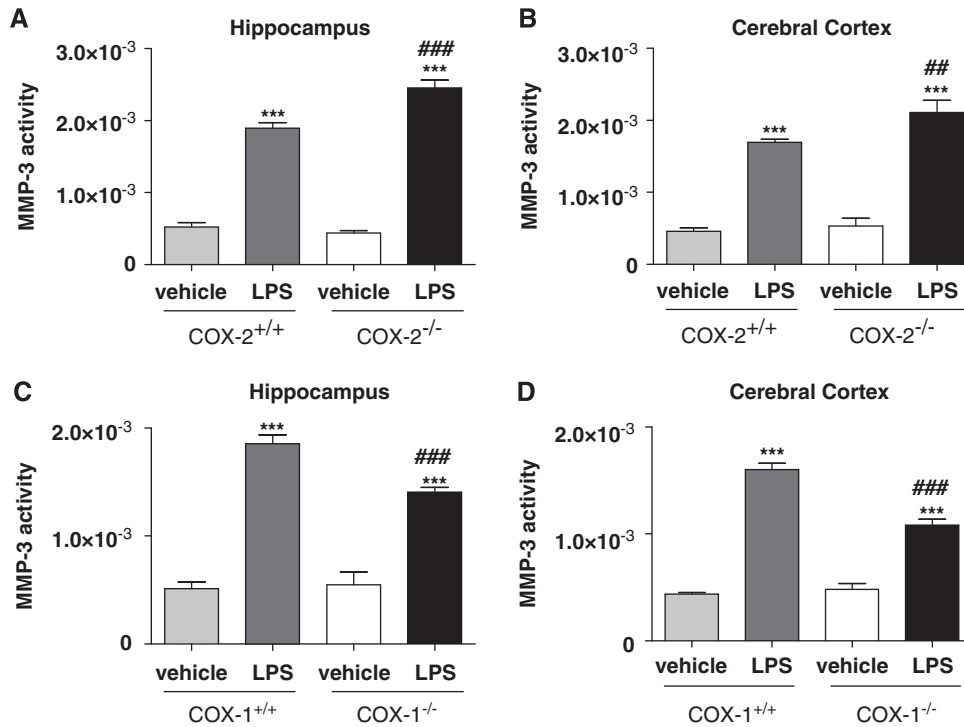 A
Hippocampus
MMP-3 activity
3.0×10⁻³
2.0×10⁻³
1.0×10⁻³
0
***
###
***
vehicle LPS vehicle LPS
COX-2⁺/⁺ COX-2⁻/⁻
B
Cerebral Cortex
MMP-3 activity
3.0×10⁻³
2.0×10⁻³
1.0×10⁻³
0
***
##
***
vehicle LPS vehicle LPS
COX-2⁺/⁺ COX-2⁻/⁻
C
Hippocampus
MMP-3 activity
2.0×10⁻³
1.0×10⁻³
0
***
###
***
vehicle LPS vehicle LPS
COX-1⁺/⁺ COX-1⁻/⁻
D
Cerebral Cortex
MMP-3 activity
2.0×10⁻³
1.0×10⁻³
0
***
###
***
vehicle LPS vehicle LPS
COX-1⁺/⁺ COX-1⁻/⁻